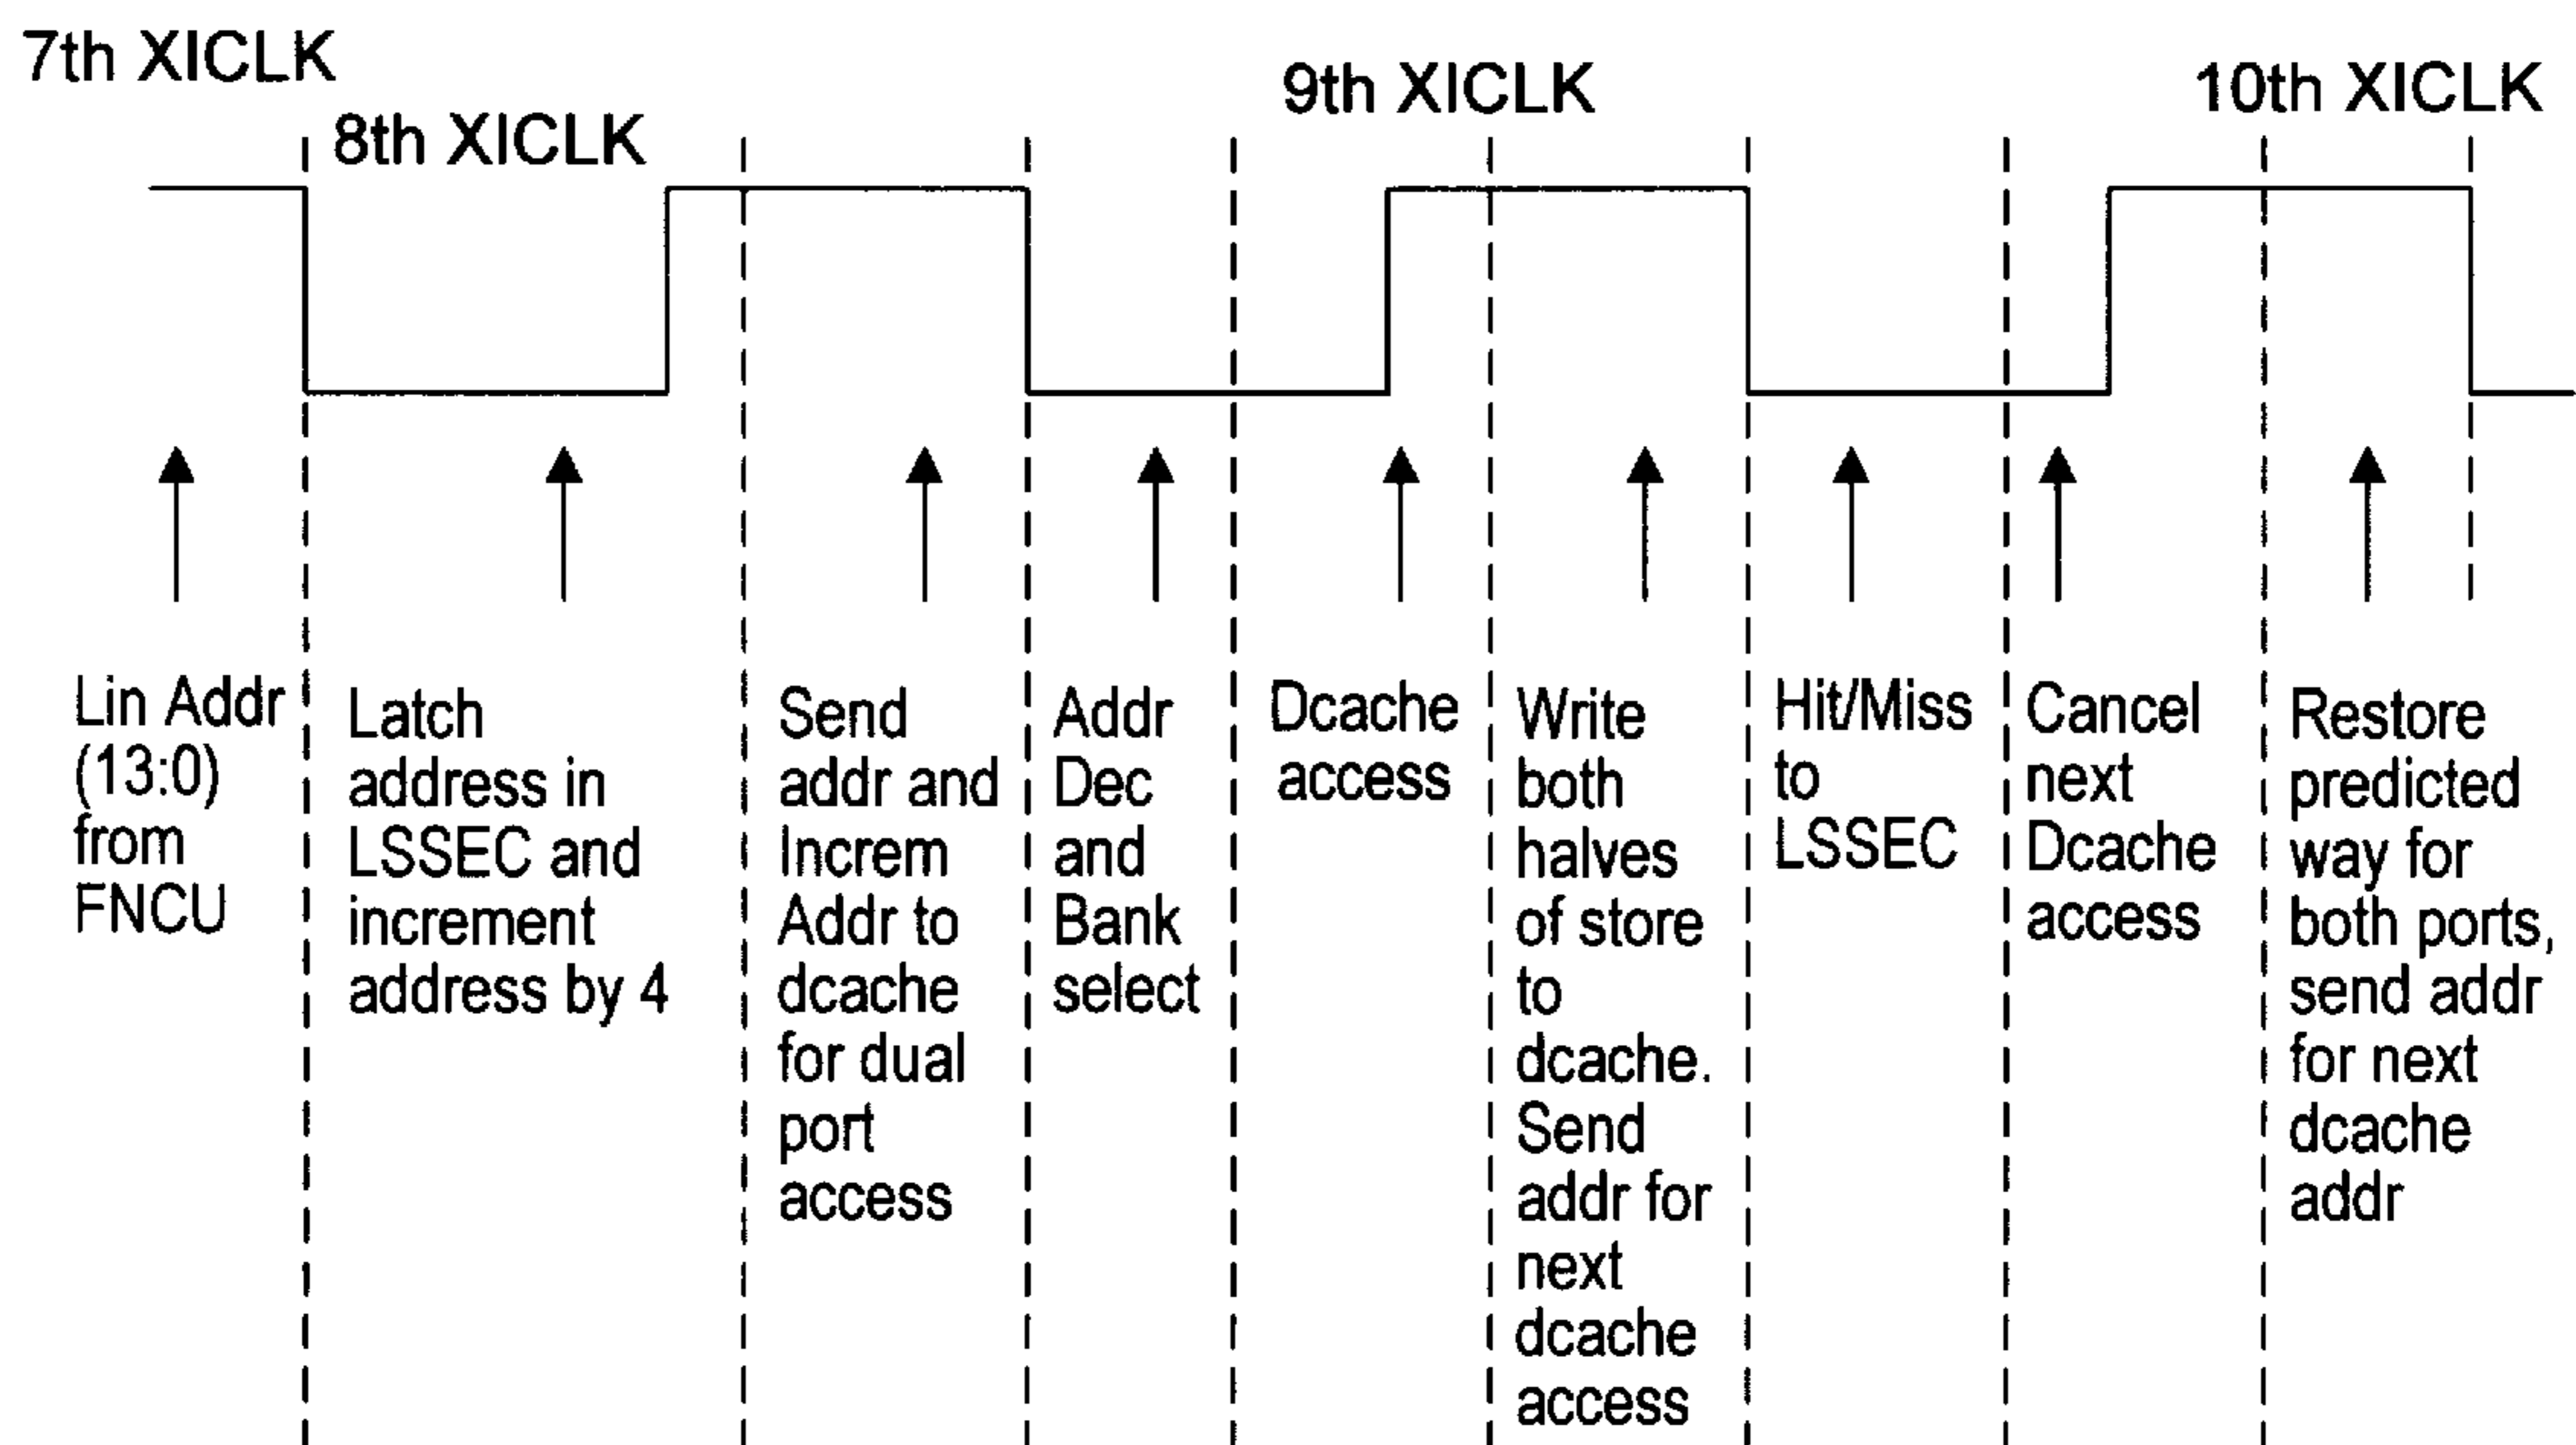 7th XICLK
8th XICLK
9th XICLK
10th XICLK
Lin Addr
(13:0)
from
FNCU
Latch
address in
LSSEC and
increment
address by 4
Send
addr and
Increm
Addr to
dcache
for dual
port
access
Addr
Dec
and
Bank
select
Dcache
access
Write
both
halves
of store
to
dcache.
Send
addr for
next
dcache
access
Hit/Miss
to
LSSEC
Cancel
next
Dcache
access
Restore
predicted
way for
both ports,
send addr
for next
dcache
addr